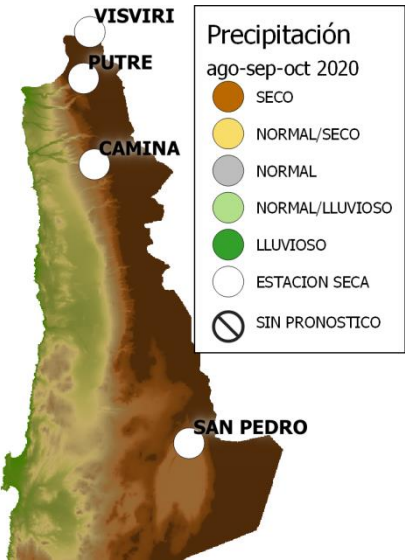 VISVIRI
PUTRE
CAMINA
SAN PEDRO
Precipitación
ago-sep-oct 2020
SECO
NORMAL/SECO
NORMAL
NORMAL/LLUVIOSO
LLUVIOSO
ESTACION SECA
SIN PRONOSTICO